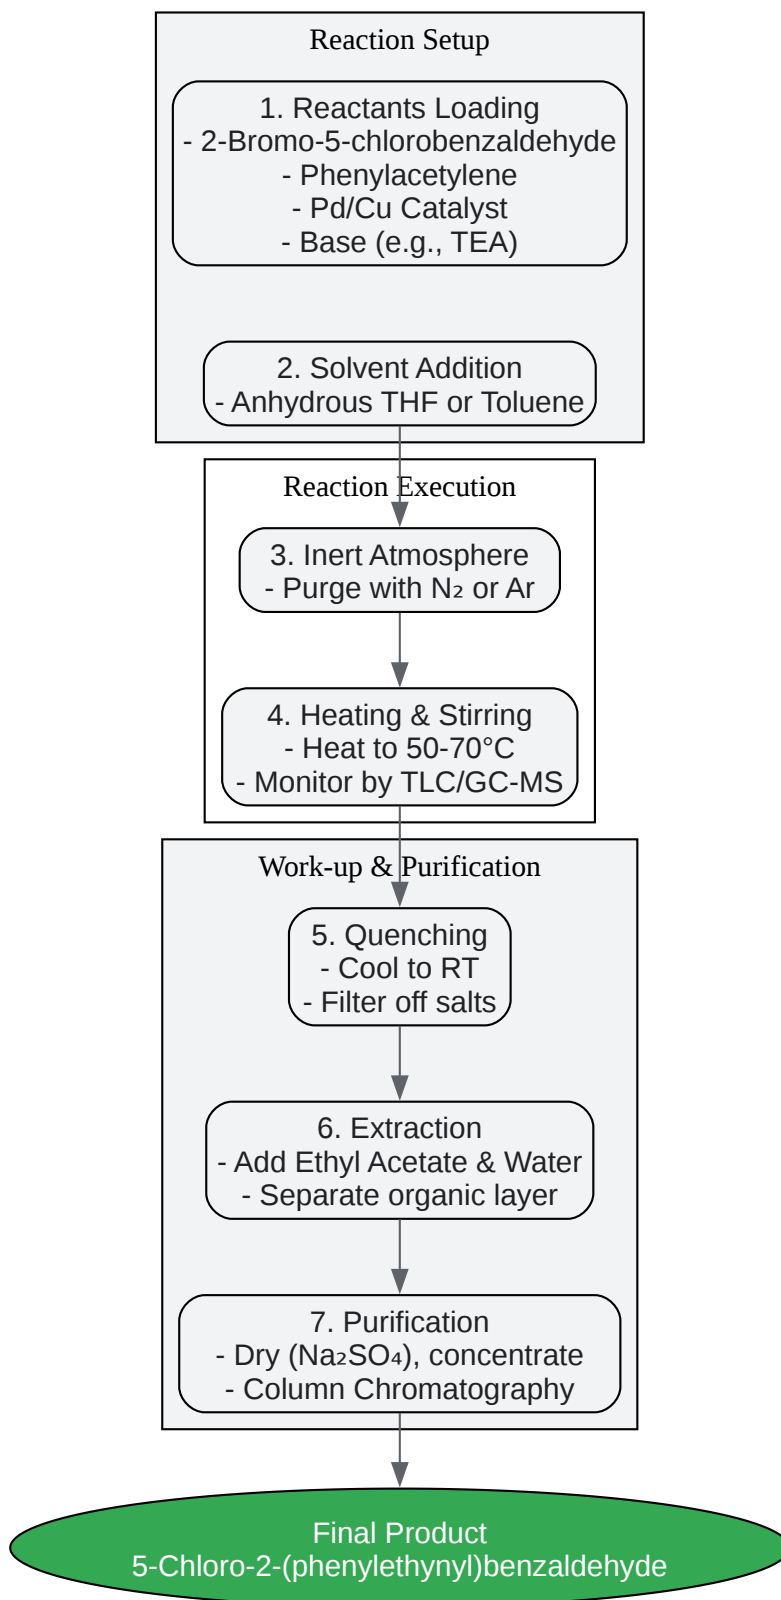 Reaction Setup
1. Reactants Loading
- 2-Bromo-5-chlorobenzaldehyde
- Phenylacetylene
- Pd/Cu Catalyst
- Base (e.g., TEA)
2. Solvent Addition
- Anhydrous THF or Toluene
Reaction Execution
3. Inert Atmosphere
- Purge with N₂ or Ar
4. Heating & Stirring
- Heat to 50-70°C
- Monitor by TLC/GC-MS
Work-up & Purification
5. Quenching
- Cool to RT
- Filter off salts
6. Extraction
- Add Ethyl Acetate & Water
- Separate organic layer
7. Purification
- Dry (Na₂SO₄), concentrate
- Column Chromatography
Final Product
5-Chloro-2-(phenylethynyl)benzaldehyde